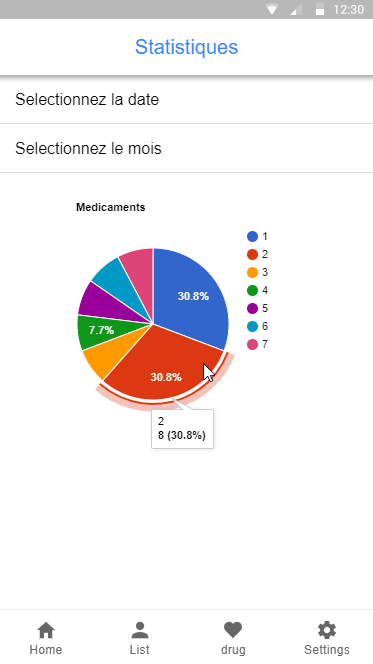 12:30
Statistiques
Selectionnez la date
Selectionnez le mois
Medicaments
1
2
3
4
5
6
7
30.8%
7.7%
30.8%
2
8 (30.8%)
Home List drug Settings